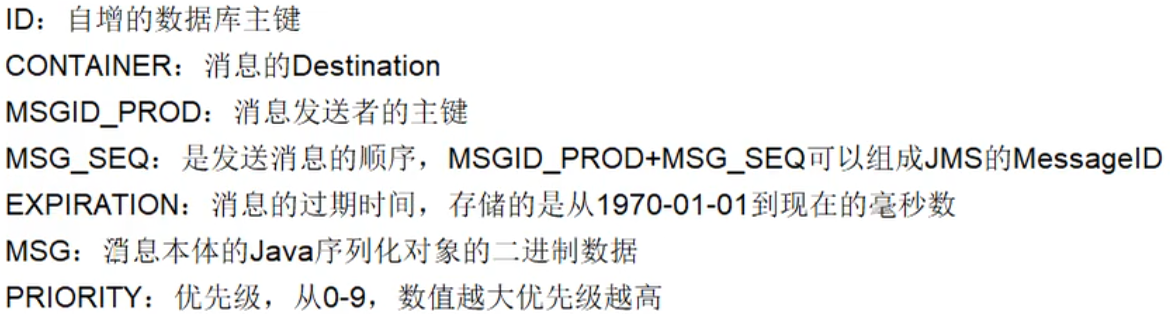 ID：自增的数据库主键
CONTAINER：消息的Destination
MSGID_PROD：消息发送者的主键
MSG_SEQ：是发送消息的顺序，MSGID_PROD+MSG_SEQ可以组成JMS的MessageID
EXPIRATION：消息的过期时间，存储的是从1970-01-01到现在的毫秒数
MSG：消息本体的Java序列化对象的二进制数据
PRIORITY：优先级，从0-9，数值越大优先级越高